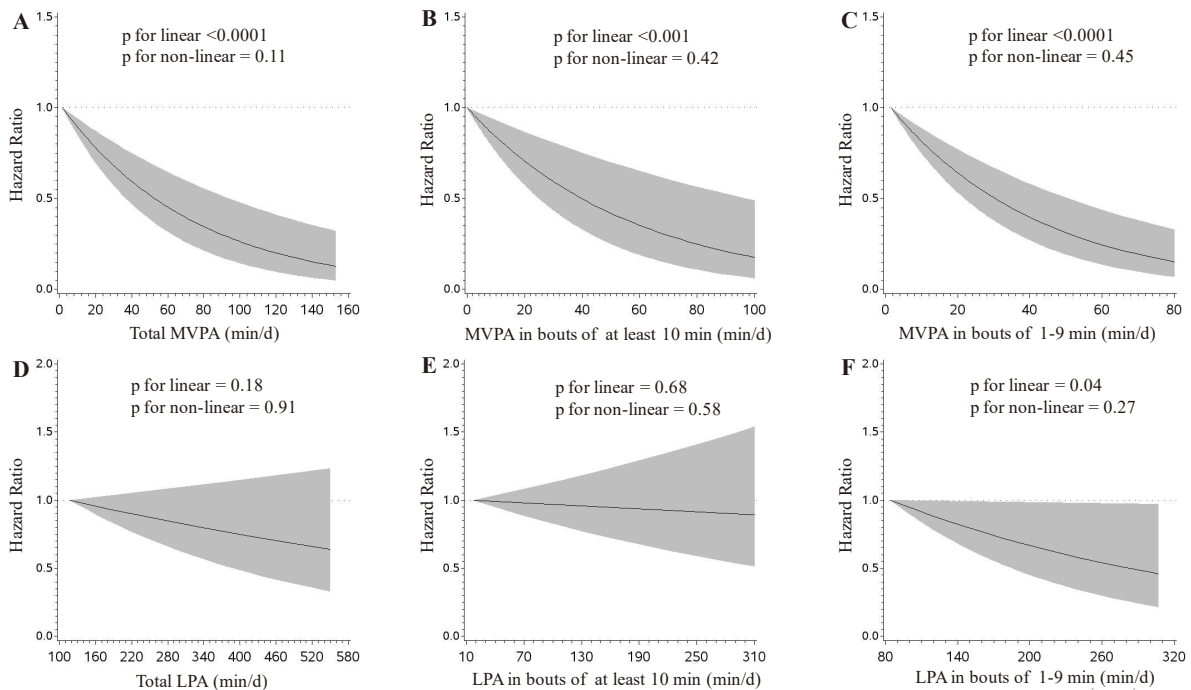 A
p for linear <0.0001
p for non-linear = 0.11
Hazard Ratio
1.5
1.0
0.5
0.0
0 20 40 60 80 100 120 140 160
Total MVPA (min/d)
B
p for linear <0.001
p for non-linear = 0.42
Hazard Ratio
1.5
1.0
0.5
0.0
0 20 40 60 80 100
MVPA in bouts of at least 10 min (min/d)
C
p for linear <0.0001
p for non-linear = 0.45
Hazard Ratio
1.5
1.0
0.5
0.0
0 20 40 60 80
MVPA in bouts of 1-9 min (min/d)
D
p for linear = 0.18
p for non-linear = 0.91
Hazard Ratio
2.0
1.5
1.0
0.5
0.0
100 160 220 280 340 400 460 520 580
Total LPA (min/d)
E
p for linear = 0.68
p for non-linear = 0.58
Hazard Ratio
2.0
1.5
1.0
0.5
0.0
10 70 130 190 250 310
LPA in bouts of at least 10 min (min/d)
F
p for linear = 0.04
p for non-linear = 0.27
Hazard Ratio
2.0
1.5
1.0
0.5
0.0
80 140 200 260 320
LPA in bouts of 1-9 min (min/d)